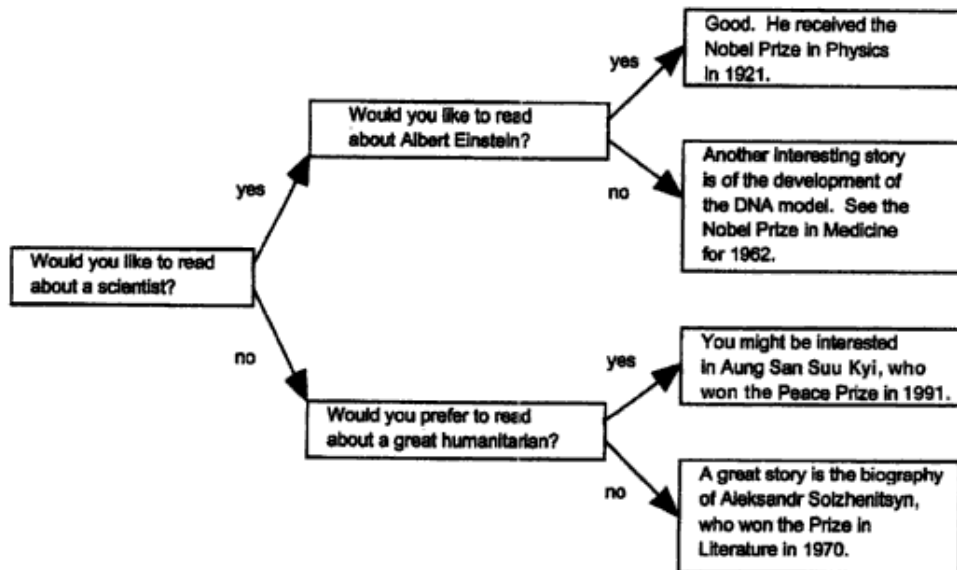 Good. He received the
Nobel Prize in Physics
in 1921.
yes
Would you like to read
about Albert Einstein?
Another interesting story
is of the development of
the DNA model. See the
Nobel Prize in Medicine
for 1962.
no
yes
Would you like to read
about a scientist?
no
You might be interested
in Aung San Suu Kyi, who
won the Peace Prize in 1991.
yes
Would you prefer to read
about a great humanitarian?
no
A great story is the biography
of Aleksandr Solzhenitsyn,
who won the Prize in
Literature in 1970.